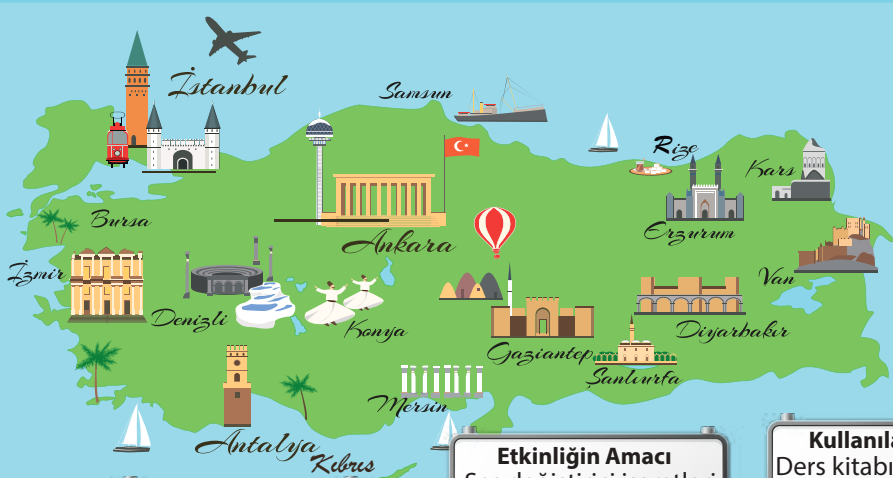 İstanbul
Samsun
Rize
Kars
Bursa
Erzurum
Ankara
İzmir
Van
Denizli
Konya
Diyarbakır
Gaziantep
Şanlıurfa
Mersin
Antalya
Kıbrıs
Etkinliğin Amacı
Ders kitabı